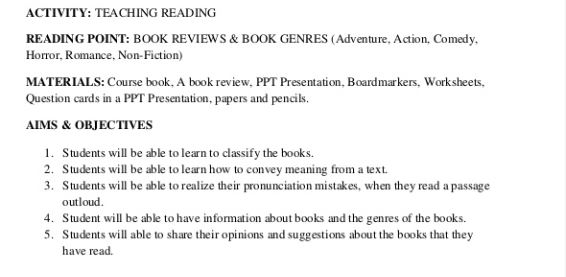 ACTIVITY: TEACHING READING
READING POINT: BOOK REVIEWS & BOOK GENRES (Adventure, Action, Comedy,
Horror, Romance, Non-Fiction)
MATERIALS: Course book, A book review, PPT Presentation, Boardmarkers, Worksheets,
Question cards in a PPT Presentation, papers and pencils.
AIMS & OBJECTIVES
1. Students will be able to learn to classify the books.
2. Students will be able to learn how to convey meaning from a text.
3. Students will be able to realize their pronunciation mistakes, when they read a passage
outloud.
4. Student will be able to have information about books and the genres of the books.
5. Students will able to share their opinions and suggestions about the books that they
have read.